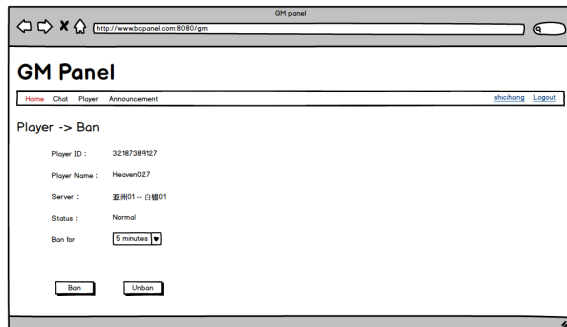 GM panel
http://www.bcpanel.com:8080/gm
GM Panel
Home Chat Player Announcement shicihang Logout
Player -> Ban
Player ID : 32187389127
Player Name : Heaven027
Server : 亚洲01 -- 白银01
Status : Normal
Ban for 5 minutes
Ban Unban